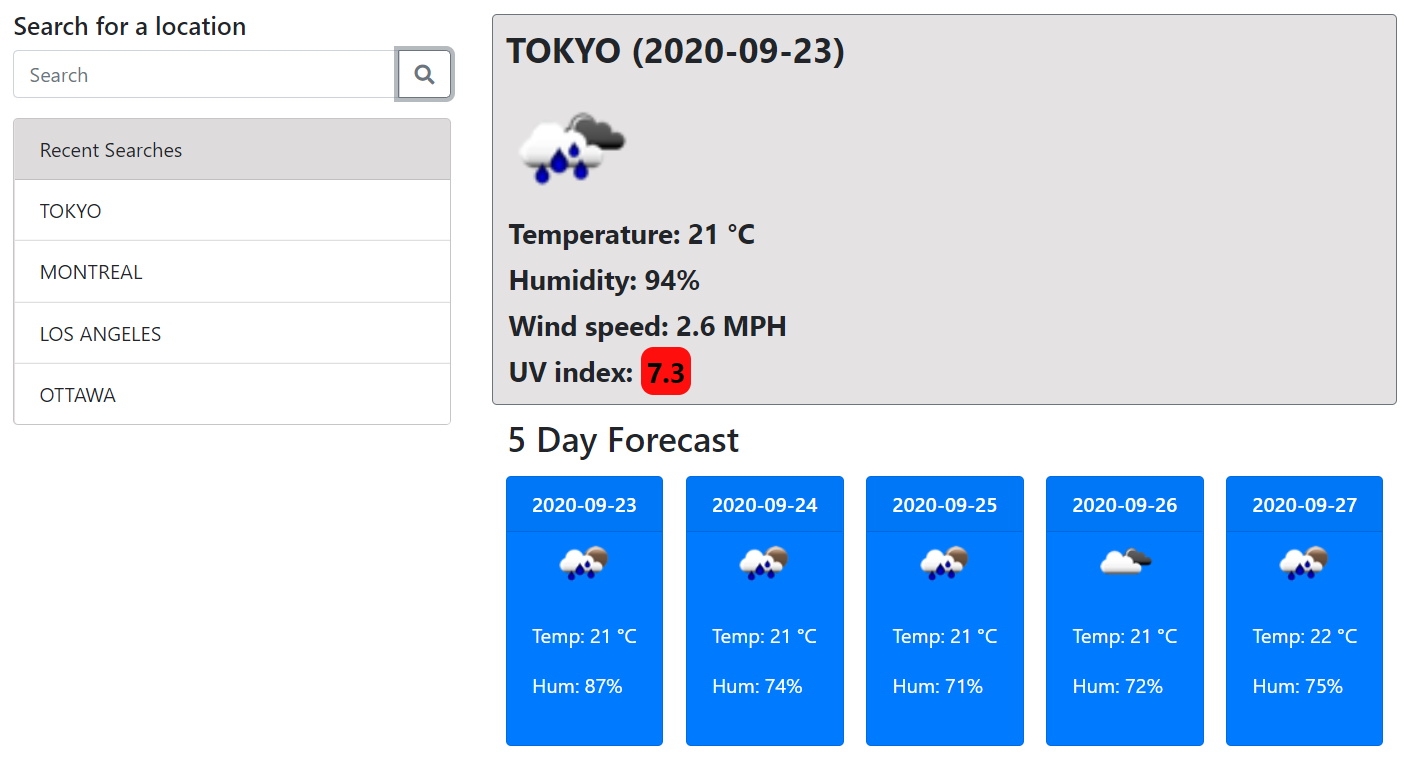 Search for a location
Search
Recent Searches
TOKYO
MONTREAL
LOS ANGELES
OTTAWA
TOKYO (2020-09-23)
Temperature: 21 °C
Humidity: 94%
Wind speed: 2.6 MPH
UV index: 7.3
5 Day Forecast
2020-09-23
Temp: 21 °C
Hum: 87%
2020-09-24
Temp: 21 °C
Hum: 74%
2020-09-25
Temp: 21 °C
Hum: 71%
2020-09-26
Temp: 21 °C
Hum: 72%
2020-09-27
Temp: 22 °C
Hum: 75%